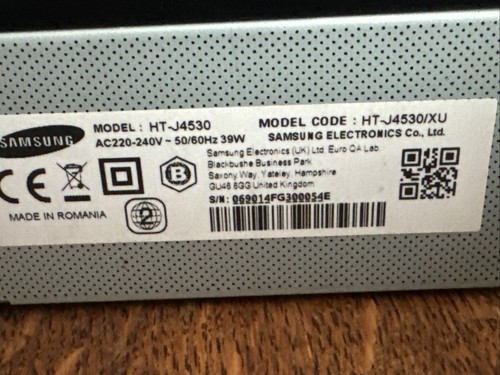 SAMSUNG
MODEL : HT-J4530
AC220-240V ~ 50/60Hz 39W
MODEL CODE : HT-J4530/XU
SAMSUNG ELECTRONICS Co., Ltd.
Samsung Electronics (UK) Ltd, Euro QA Lab.
Blackbushe Business Park
Saxony Way, Yateley, Hampshire
GU46 6GG United Kingdom
S/N: 069014FG300054E
CE
B
2
MADE IN ROMANIA